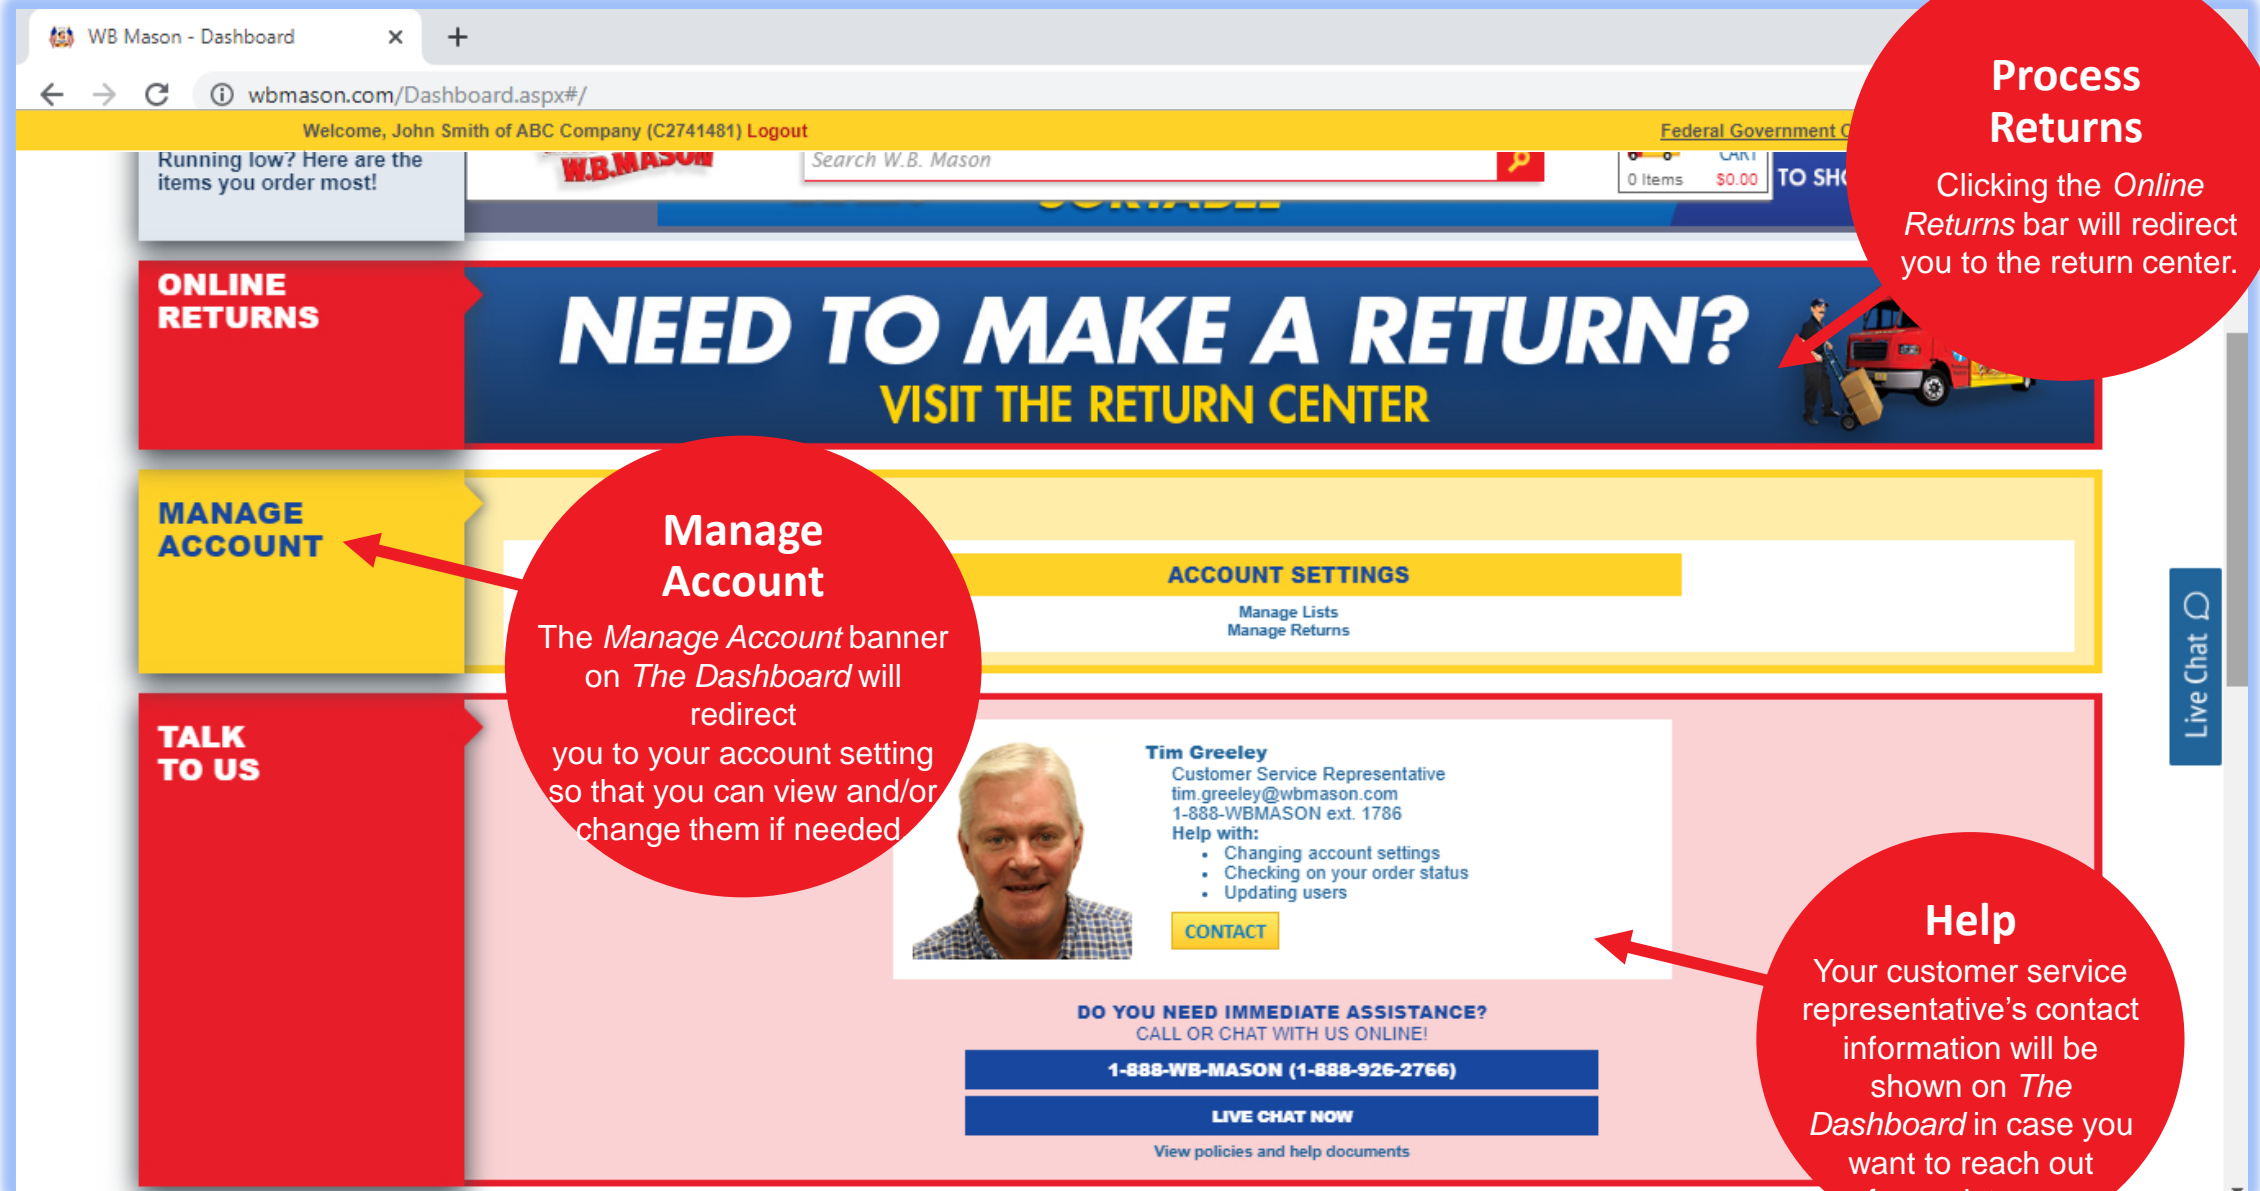 WB Mason - Dashboard
wbmason.com/Dashboard.aspx#/
Welcome, John Smith of ABC Company (C2741481) Logout
Federal Government
Running low? Here are the
items you order most!
W.B.MASON
Search W.B. Mason
CART
0 Items $0.00
TO SH
Process
Returns
Clicking the Online
Returns bar will redirect
you to the return center.
ONLINE
RETURNS
NEED TO MAKE A RETURN?
VISIT THE RETURN CENTER
MANAGE
ACCOUNT
Manage
Account
The Manage Account banner
on The Dashboard will
redirect
you to your account setting
so that you can view and/or
change them if needed
ACCOUNT SETTINGS
Manage Lists
Manage Returns
Live Chat
TALK
TO US
Tim Greeley
Customer Service Representative
tim.greeley@wbmason.com
1-888-WBMASON ext. 1786
Help with:
• Changing account settings
• Checking on your order status
• Updating users
CONTACT
DO YOU NEED IMMEDIATE ASSISTANCE?
CALL OR CHAT WITH US ONLINE!
1-888-WB-MASON (1-888-926-2766)
LIVE CHAT NOW
View policies and help documents
Help
Your customer service
representative's contact
information will be
shown on The
Dashboard in case you
want to reach out